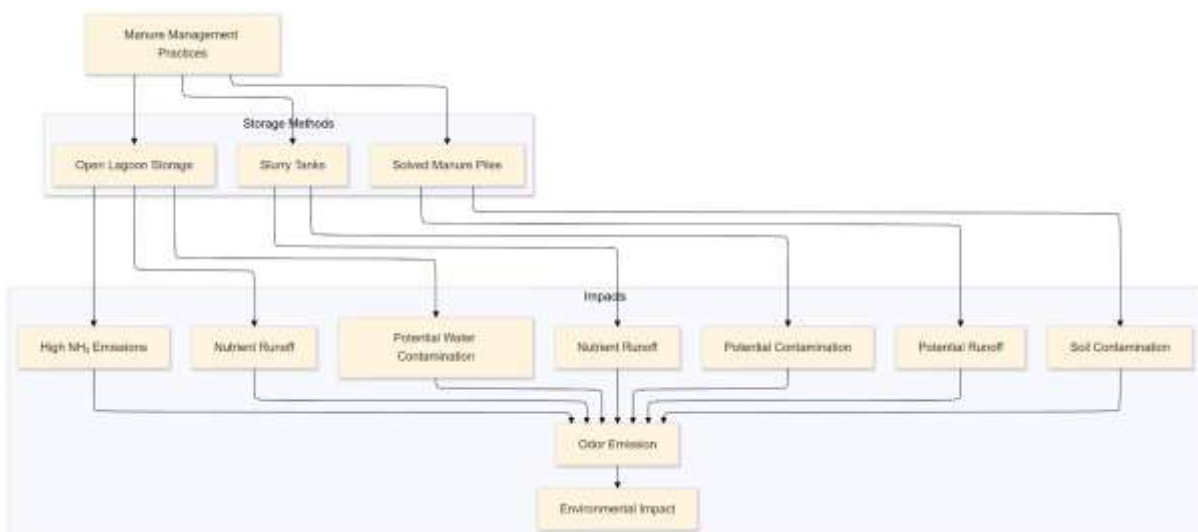 Manure Management
Practices
Storage Methods
Open Lagoon Storage
Slurry Tanks
Solved Manure Piles
Impacts
High NH₃ Emissions
Nutrient Runoff
Potential Water
Contamination
Nutrient Runoff
Potential Contamination
Potential Runoff
Soil Contamination
Odor Emission
Environmental Impact